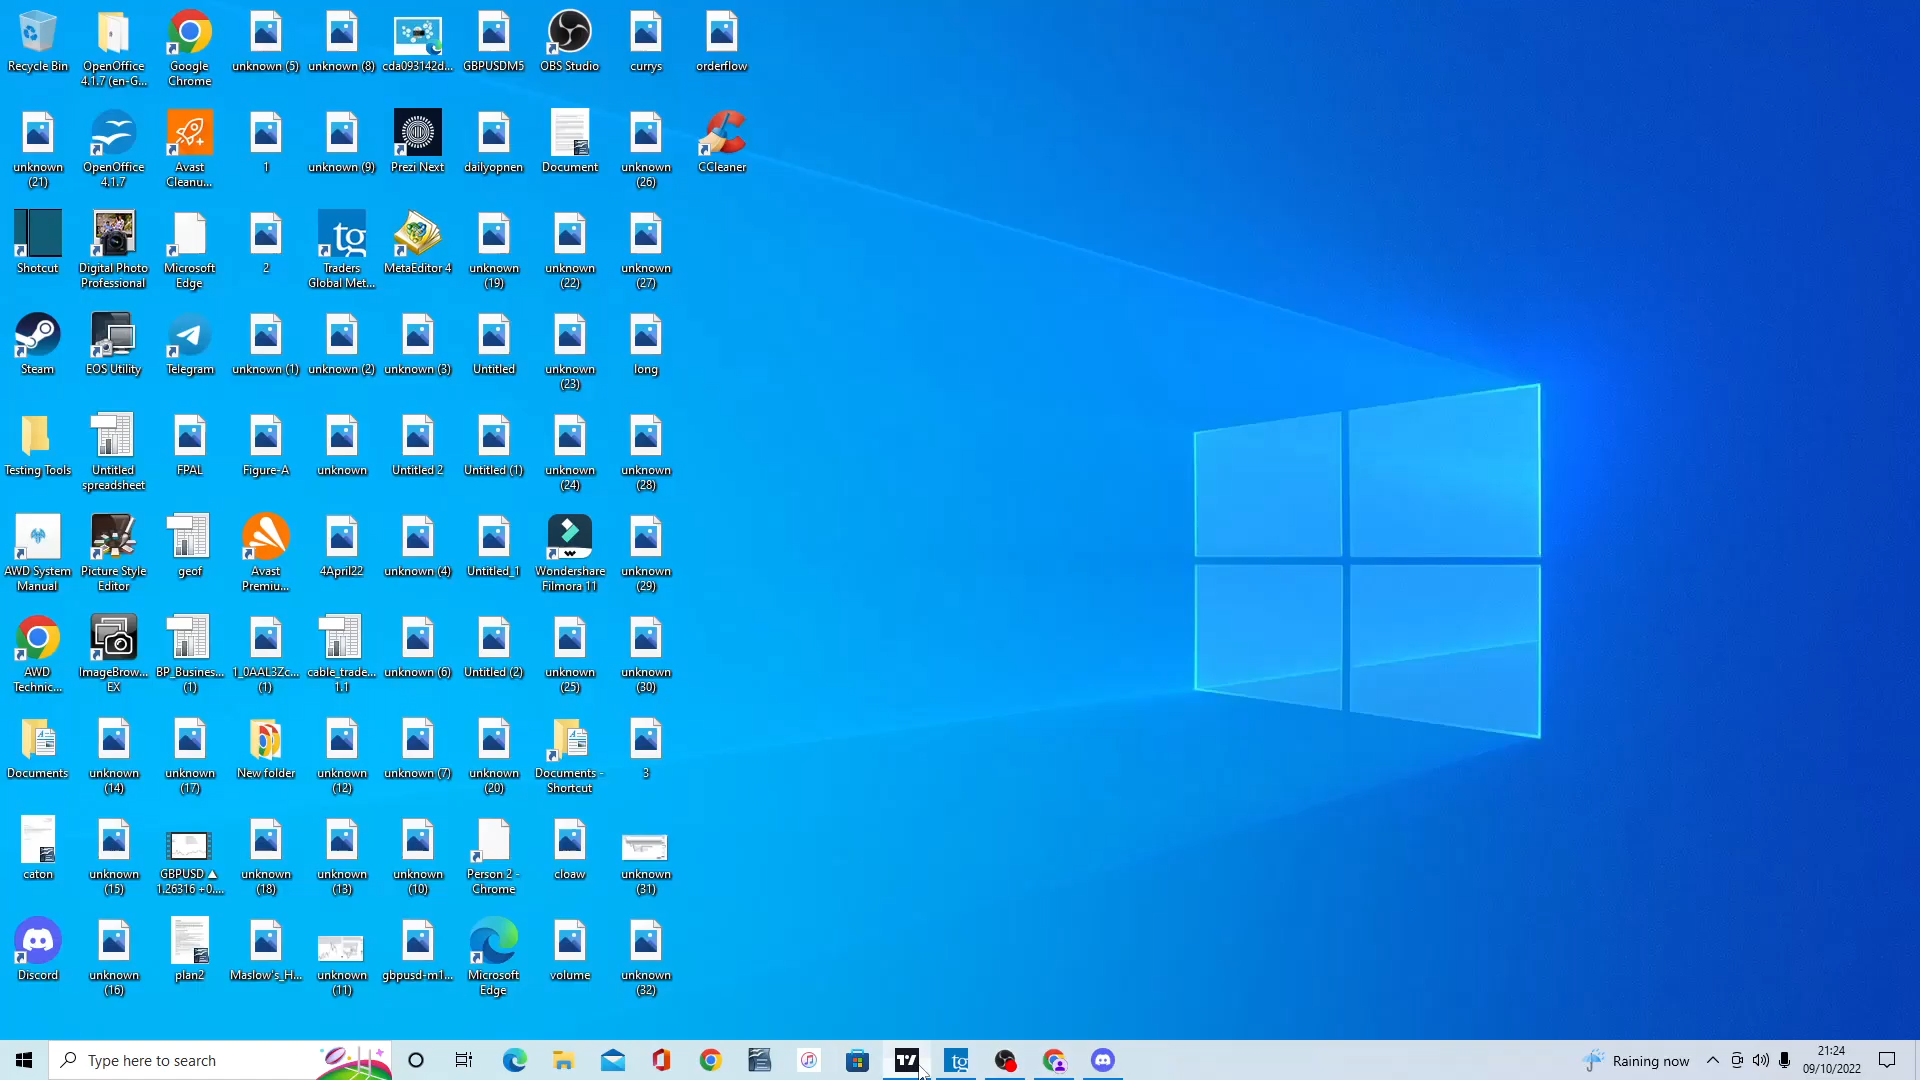 Recycle Bin
OpenOffice
4.1.7 (en-G...
Google
Chrome
unknown (5)
unknown (8)
cda093142d...
GBPUSDM5
OBS Studio
currys
orderflow
unknown
(21)
OpenOffice
4.1.7
Avast
Cleanu...
1
unknown (9)
Prezi Next
dailyopnen
Document
unknown
(26)
CCleaner
Shotcut
Digital Photo
Professional
Microsoft
Edge
2
tg
Traders
Global Met...
MetaEditor 4
unknown
(19)
unknown
(22)
unknown
(27)
Steam
EOS Utility
Telegram
unknown (1)
unknown (2)
unknown (3)
Untitled
unknown
(23)
long
Testing Tools
Untitled
spreadsheet
FPAL
Figure-A
unknown
Untitled 2
Untitled (1)
unknown
(24)
unknown
(28)
AWD System
Manual
Picture Style
Editor
geof
Avast
Premiu...
4April22
unknown (4)
Untitled_1
Wondershare
Filmora 11
unknown
(29)
AWD
Technic...
ImageBrow...
EX
BP_Busines...
(1)
1_0AAL3Zc...
(1)
cable_trade...
1.1
unknown (6)
Untitled (2)
unknown
(25)
unknown
(30)
Documents
unknown
(14)
unknown
(17)
New folder
unknown
(12)
unknown (7)
unknown
(20)
Documents -
Shortcut
3
caton
unknown
(15)
GBPUSD ▲
1.26316 +0....
unknown
(18)
unknown
(13)
unknown
(10)
Person 2 -
Chrome
cloaw
unknown
(31)
Discord
unknown
(16)
plan2
Maslow's_H...
unknown
(11)
gbpusd-m1...
Microsoft
Edge
volume
unknown
(32)
Type here to search
tg
Raining now
21:24
09/10/2022